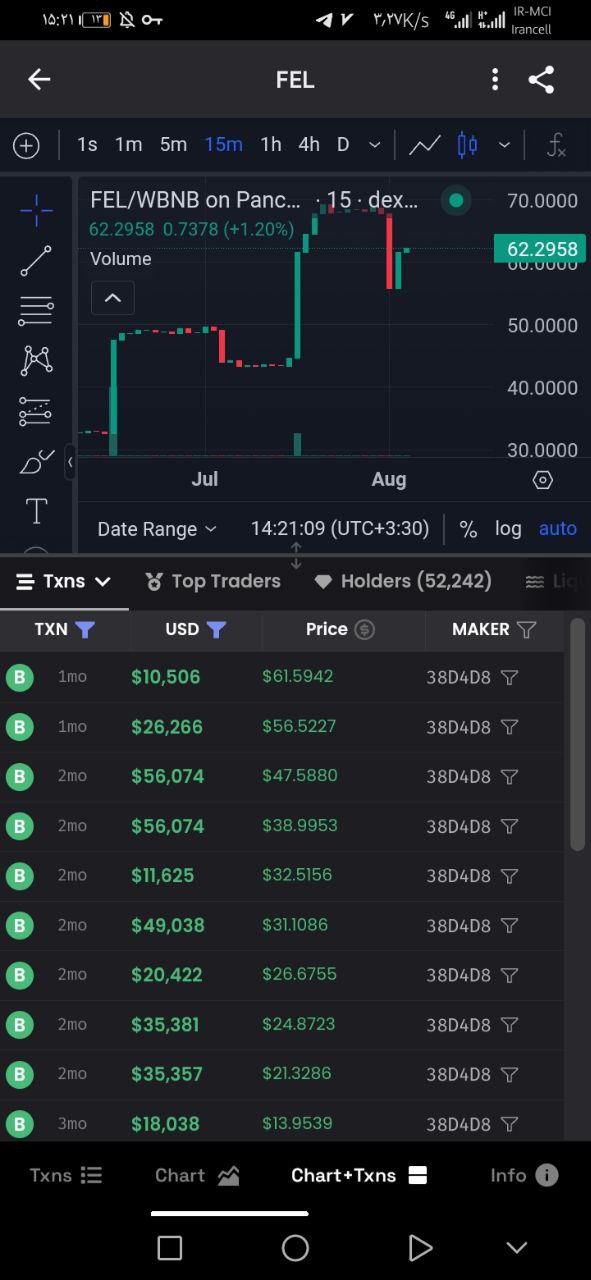 ۱۵:۲۱ ۱۳ ۳٫۲۷K/s 4G H+ IR-MCI
Irancell
FEL
1s 1m 5m 15m 1h 4h D
FEL/WBNB on Panc... · 15 · dex...
62.2958 0.7378 (+1.20%)
Volume
70.0000
62.2958
60.0000
50.0000
40.0000
30.0000
Jul Aug
Date Range 14:21:09 (UTC+3:30) % log auto
Txns Top Traders Holders (52,242) Liq
TXN USD Price MAKER
B 1mo $10,506 $61.5942 38D4D8
B 1mo $26,266 $56.5227 38D4D8
B 2mo $56,074 $47.5880 38D4D8
B 2mo $56,074 $38.9953 38D4D8
B 2mo $11,625 $32.5156 38D4D8
B 2mo $49,038 $31.1086 38D4D8
B 2mo $20,422 $26.6755 38D4D8
B 2mo $35,381 $24.8723 38D4D8
B 2mo $35,357 $21.3286 38D4D8
B 3mo $18,038 $13.9539 38D4D8
Txns Chart Chart+Txns Info